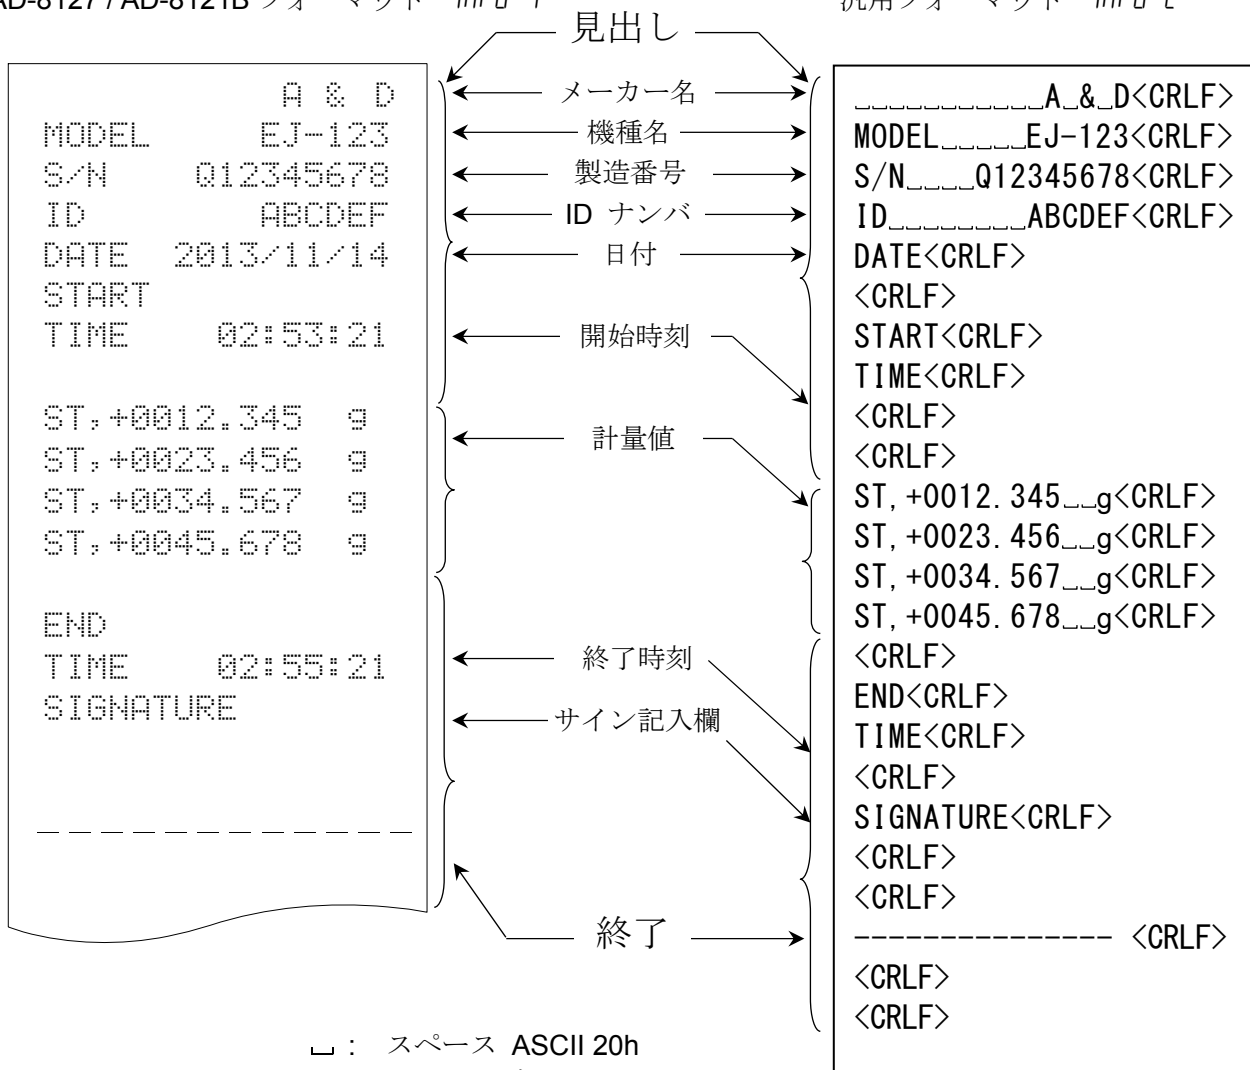 AD-8127 / AD-8121B フォーマット
汎用フォーマット
見出し
A & D
MODEL EJ-123
S/N Q12345678
ID ABCDEF
DATE 2013/11/14
START
TIME 02:53:21
ST,+0012.345 g
ST,+0023.456 g
ST,+0034.567 g
ST,+0045.678 g
END
TIME 02:55:21
SIGNATURE
_ _ _ _ _ _ _ _ _ _ _
メーカー名
機種名
製造番号
ID ナンバ
日付
開始時刻
計量値
終了時刻
サイン記入欄
終了
␣␣␣␣␣␣␣␣␣␣␣A␣&␣D<CRLF>
MODEL␣␣␣␣␣EJ-123<CRLF>
S/N␣␣␣␣Q12345678<CRLF>
ID␣␣␣␣␣␣␣␣ABCDEF<CRLF>
DATE<CRLF>
<CRLF>
START<CRLF>
TIME<CRLF>
<CRLF>
<CRLF>
ST,+0012.345␣␣g<CRLF>
ST,+0023.456␣␣g<CRLF>
ST,+0034.567␣␣g<CRLF>
ST,+0045.678␣␣g<CRLF>
<CRLF>
END<CRLF>
TIME<CRLF>
<CRLF>
SIGNATURE<CRLF>
<CRLF>
<CRLF>
--------------- <CRLF>
<CRLF>
<CRLF>
␣ : スペース ASCII 20h